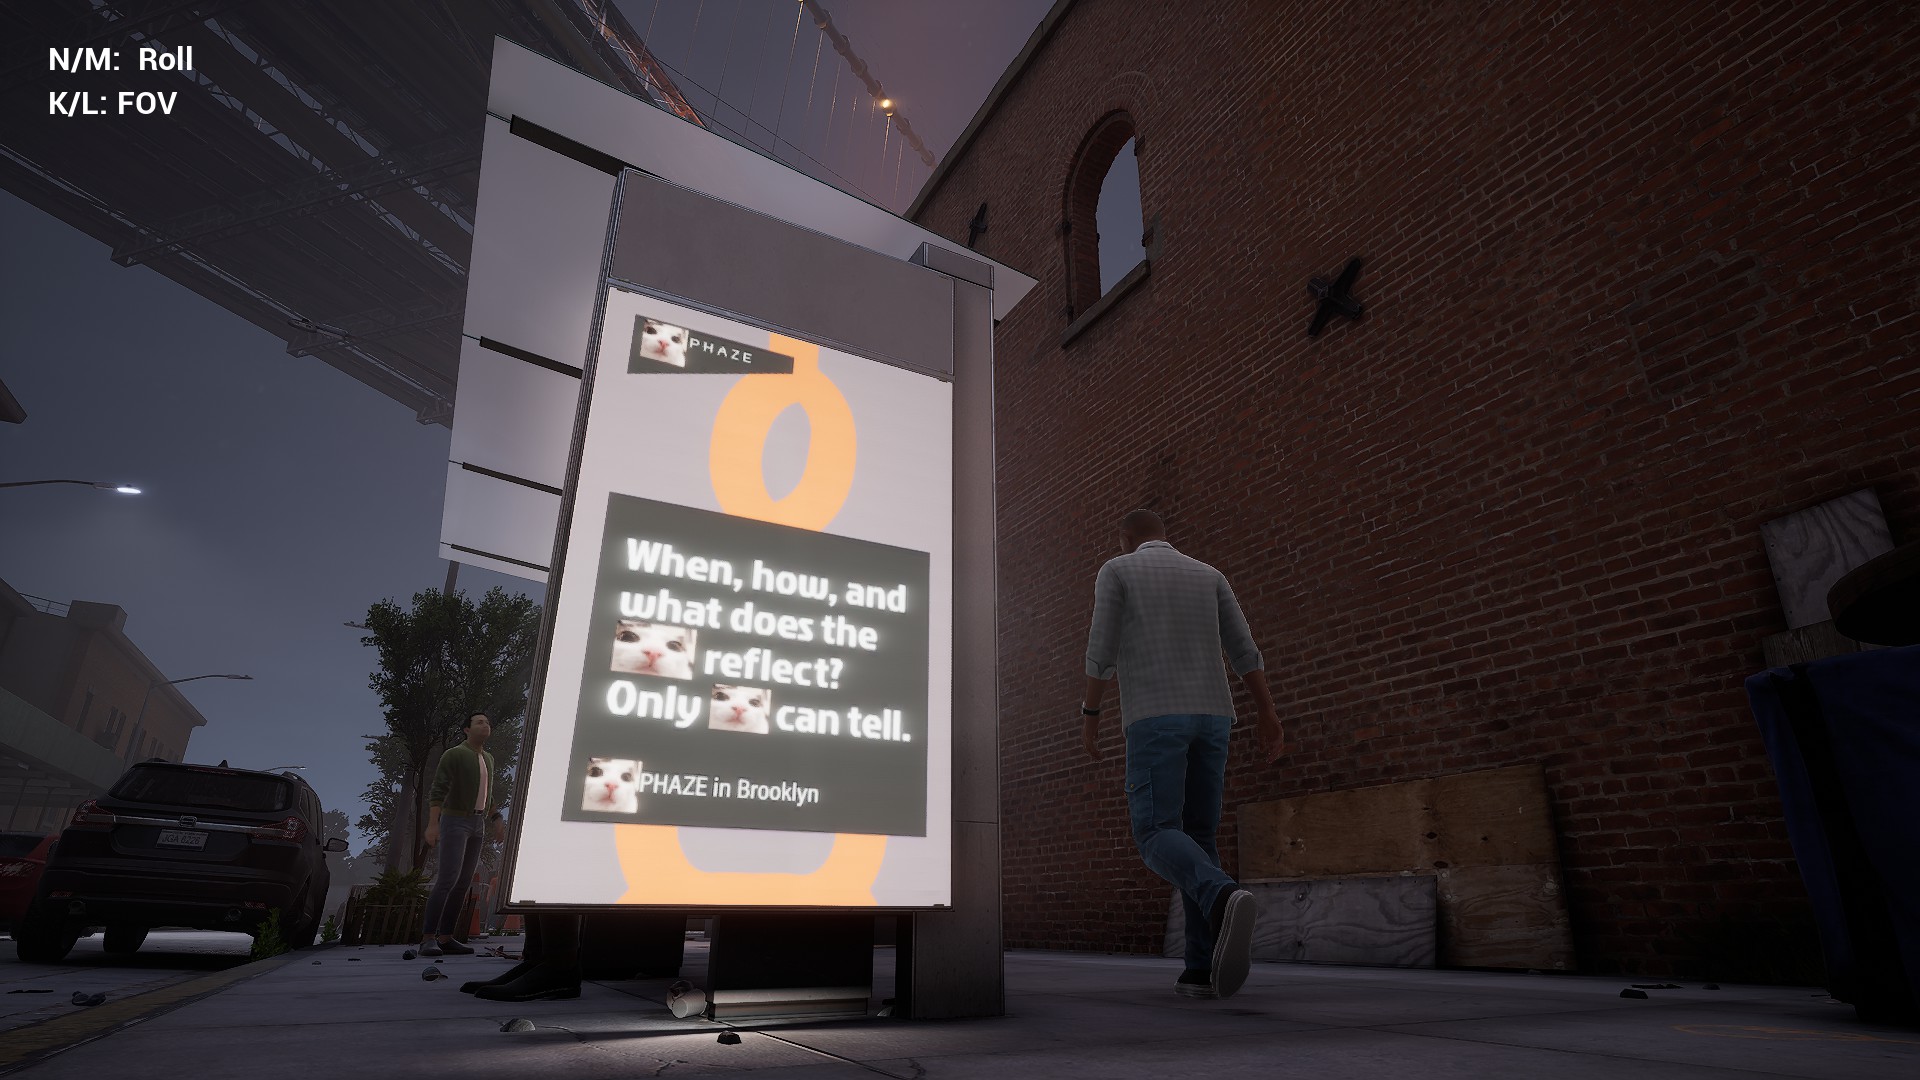 N/M: Roll
K/L: FOV
PHAZE
When, how, and
what does the
reflect?
Only can tell.
PHAZE in Brooklyn